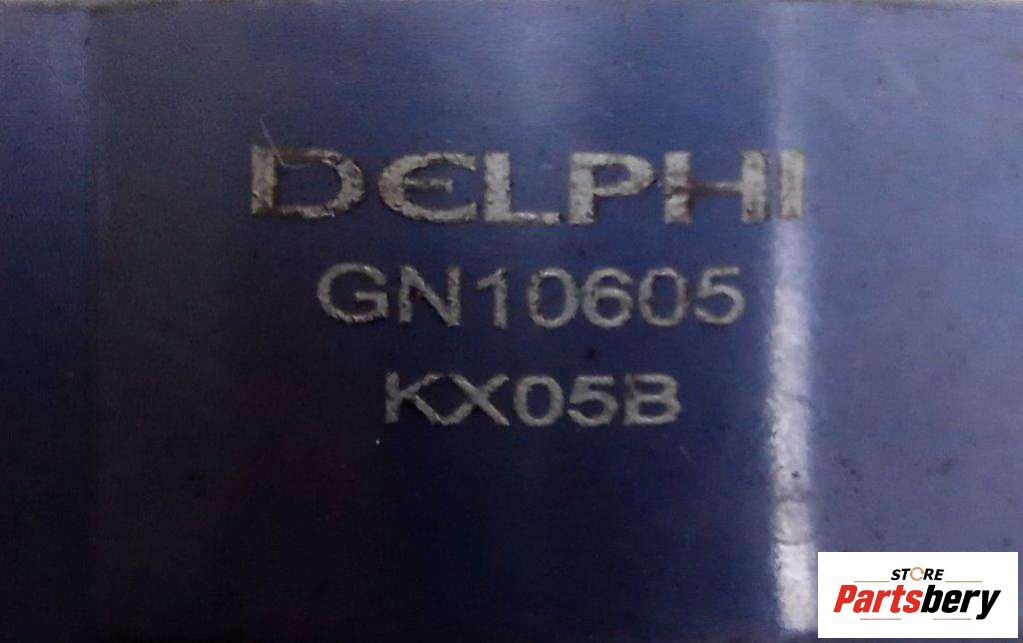 DELPHI
GN10605
KX05B
STORE
Partsbery